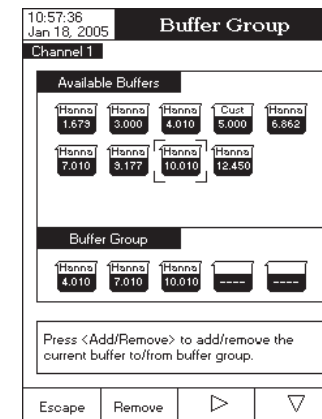 10:57:36
Jan 18, 2005
Buffer Group
Channel 1
Available Buffers
Hanna Hanna Hanna Cust Hanna
1.679 3.000 4.010 5.000 6.862
Hanna Hanna Hanna Hanna
7.010 9.177 10.010 12.450
Buffer Group
Hanna Hanna Hanna
4.010 7.010 10.010 ---- ----
Press <Add/Remove> to add/remove the
current buffer to/from buffer group.
Escape Remove